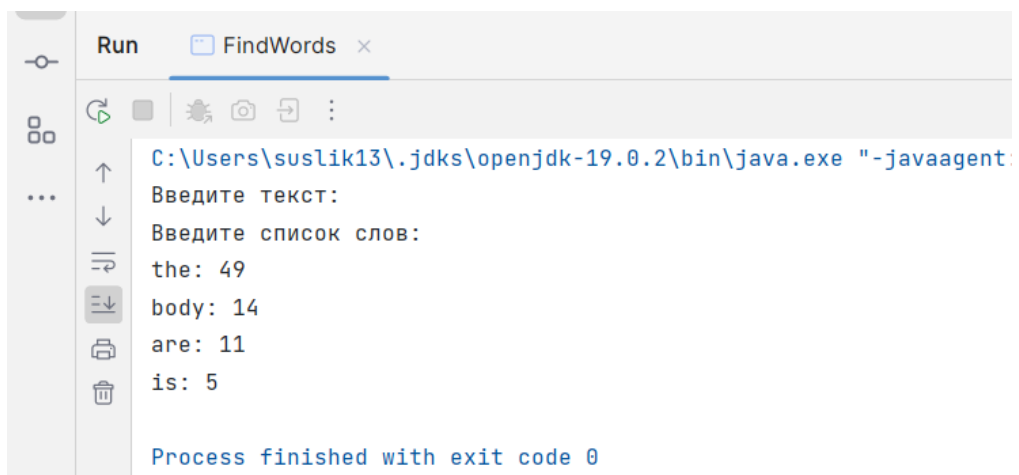 Run FindWords
C:\Users\suslik13\.jdks\openjdk-19.0.2\bin\java.exe "-javaagent:
Введите текст:
Введите список слов:
the: 49
body: 14
are: 11
is: 5
Process finished with exit code 0